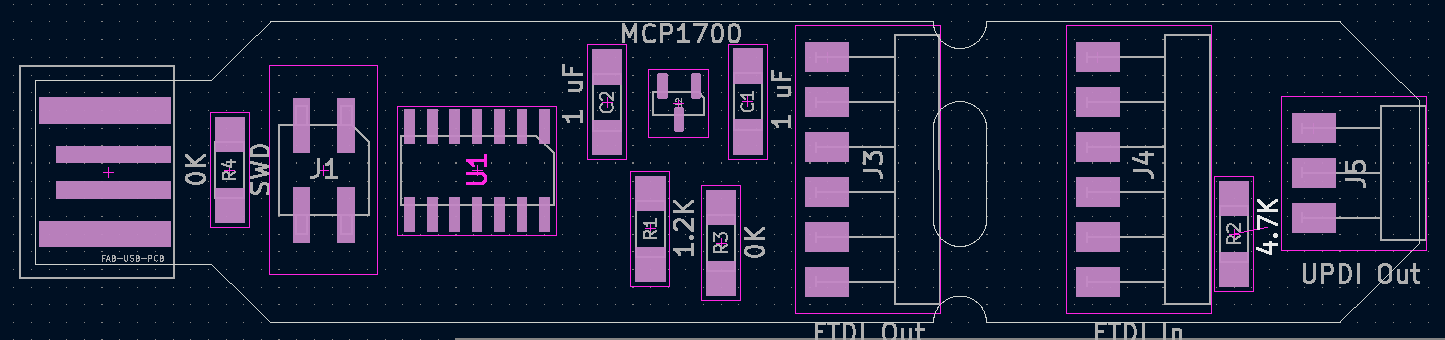 MCP1700
1 uF
C2
J2
C1
1 uF
0K
R4
SWD
J1
U1
J3
J4
J5
R1
1.2K
R3
0K
R2
4.7K
FAB-USB-PCB
UPDI Out
FTDI Out
FTDI In